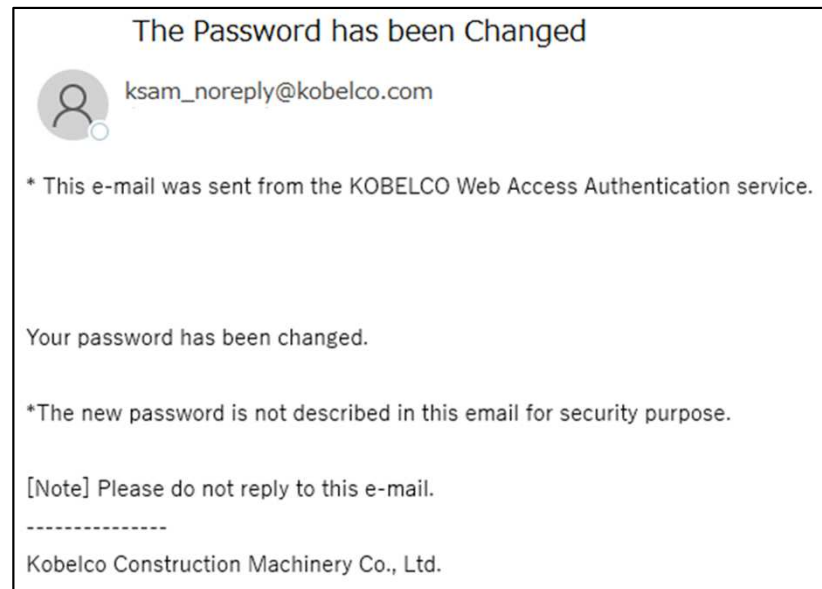 The Password has been Changed
ksam_noreply@kobelco.com
* This e-mail was sent from the KOBELCO Web Access Authentication service.
Your password has been changed.
*The new password is not described in this email for security purpose.
[Note] Please do not reply to this e-mail.
---------------
Kobelco Construction Machinery Co., Ltd.